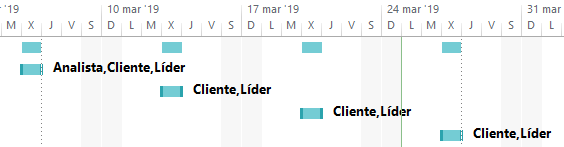 '19 10 mar '19 17 mar '19 24 mar '19 31 mar
M X J V S D L M X J V S D L M X J V S D L M X J V S D L
Analista,Cliente,Líder
Cliente,Líder
Cliente,Líder
Cliente,Líder